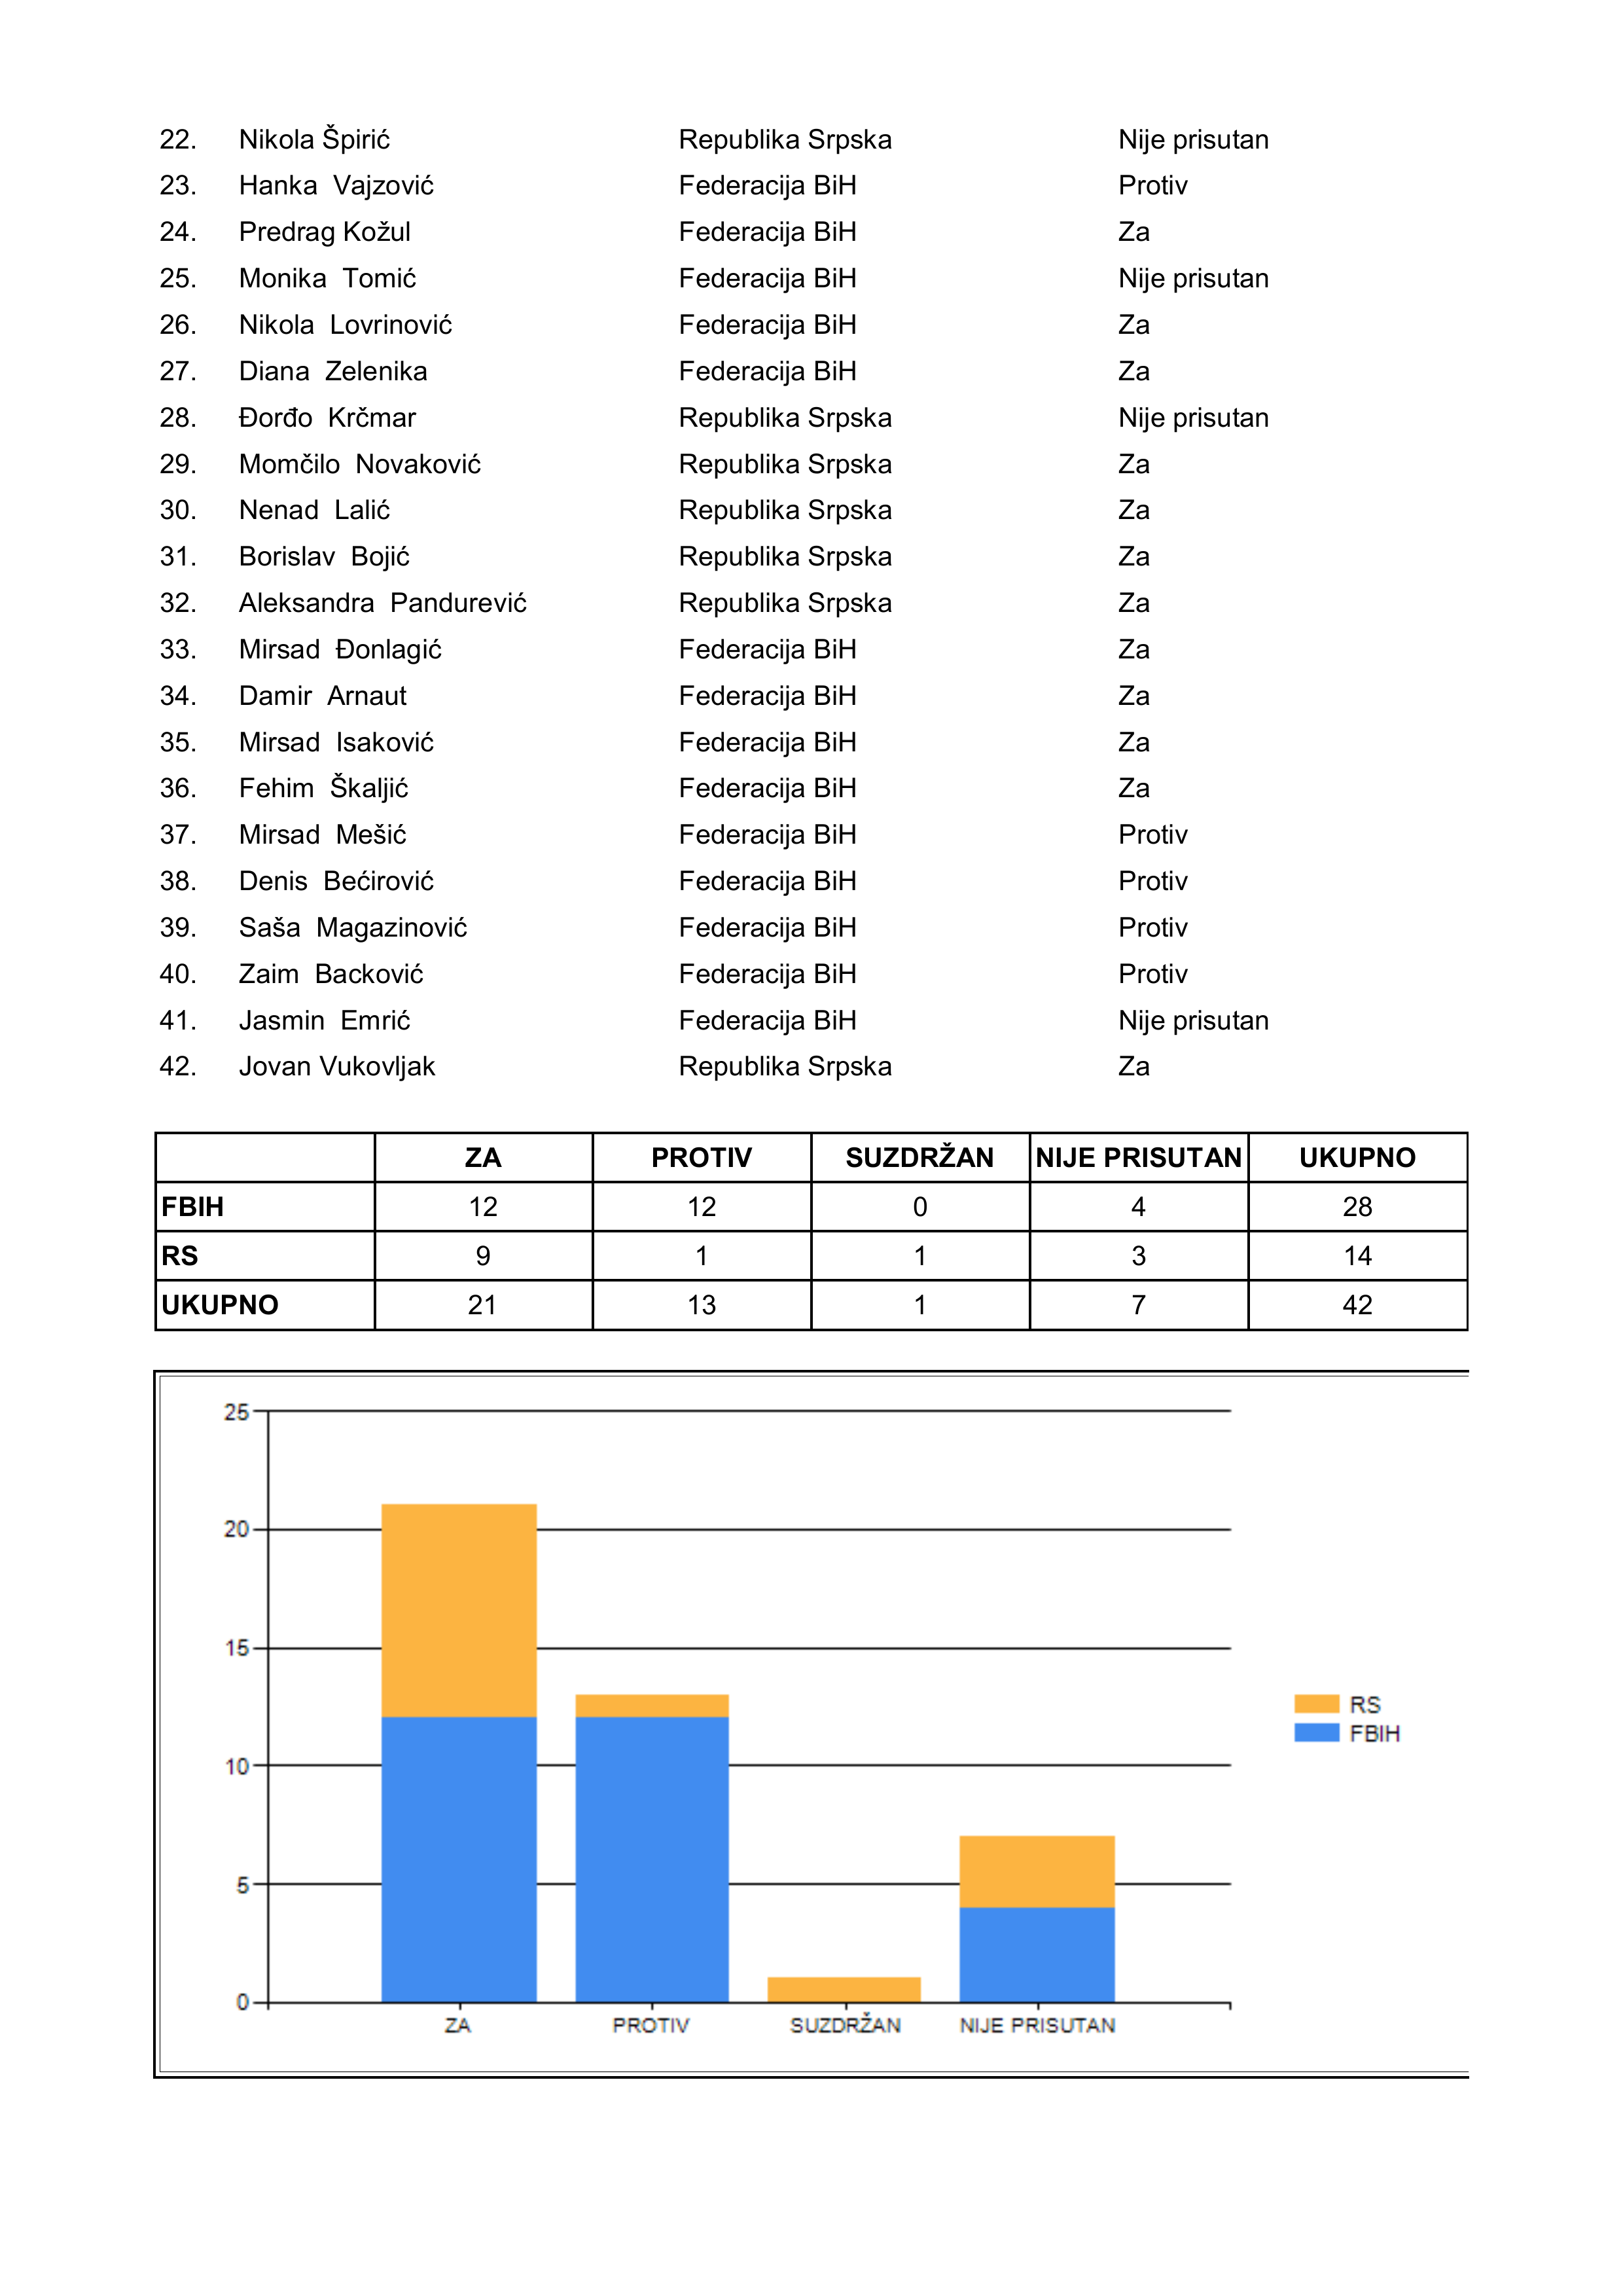 22. Nikola Špirić Republika Srpska Nije prisutan
23. Hanka Vajzović Federacija BiH Protiv
24. Predrag Kožul Federacija BiH Za
25. Monika Tomić Federacija BiH Nije prisutan
26. Nikola Lovrinović Federacija BiH Za
27. Diana Zelenika Federacija BiH Za
28. Đorđo Krčmar Republika Srpska Nije prisutan
29. Momčilo Novaković Republika Srpska Za
30. Nenad Lalić Republika Srpska Za
31. Borislav Bojić Republika Srpska Za
32. Aleksandra Pandurević Republika Srpska Za
33. Mirsad Đonlagić Federacija BiH Za
34. Damir Arnaut Federacija BiH Za
35. Mirsad Isaković Federacija BiH Za
36. Fehim Škaljić Federacija BiH Za
37. Mirsad Mešić Federacija BiH Protiv
38. Denis Bećirović Federacija BiH Protiv
39. Saša Magazinović Federacija BiH Protiv
40. Zaim Backović Federacija BiH Protiv
41. Jasmin Emrić Federacija BiH Nije prisutan
42. Jovan Vukovljak Republika Srpska Za
ZA PROTIV SUZDRŽAN NIJE PRISUTAN UKUPNO
FBIH 12 12 0 4 28
RS 9 1 1 3 14
UKUPNO 21 13 1 7 42
25
20
15
10
5
0
ZA PROTIV SUZDRŽAN NIJE PRISUTAN
RS
FBIH